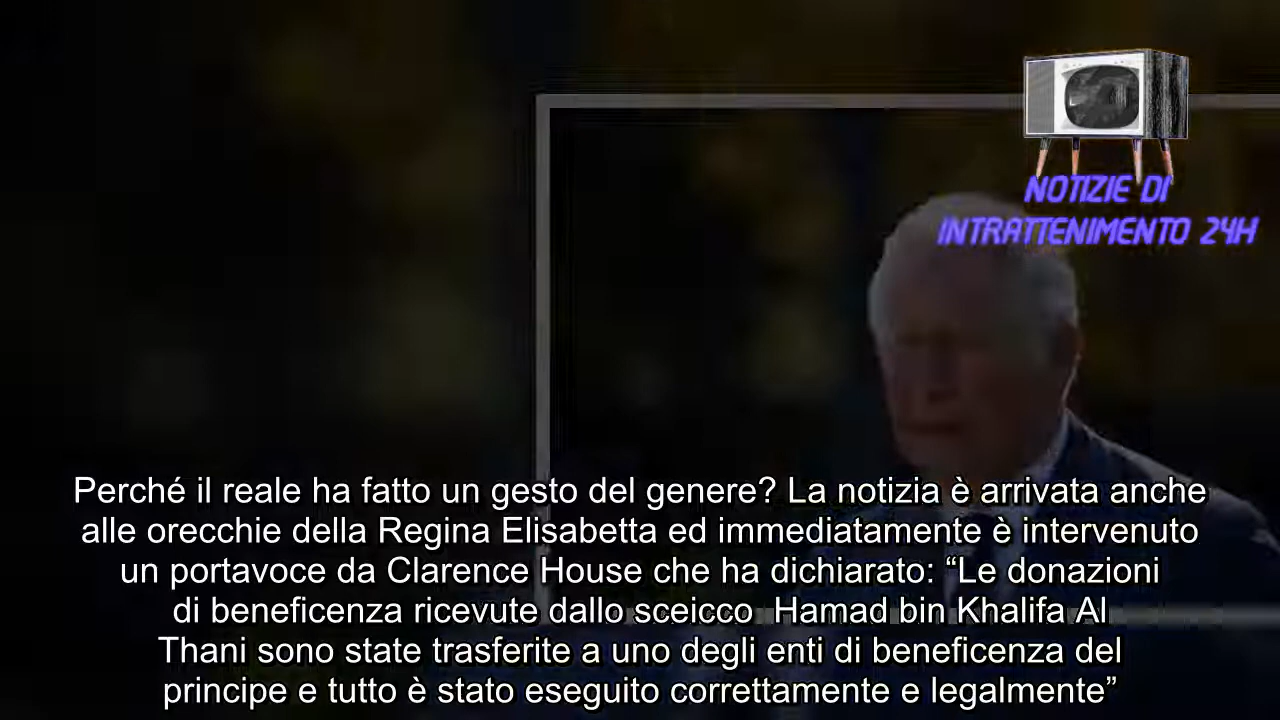 NOTIZIE DI
INTRATTENIMENTO 24H
Perché il reale ha fatto un gesto del genere? La notizia è arrivata anche
alle orecchie della Regina Elisabetta ed immediatamente è intervenuto
un portavoce da Clarence House che ha dichiarato: “Le donazioni
di beneficenza ricevute dallo sceicco  Hamad bin Khalifa Al
Thani sono state trasferite a uno degli enti di beneficenza del
principe e tutto è stato eseguito correttamente e legalmente”